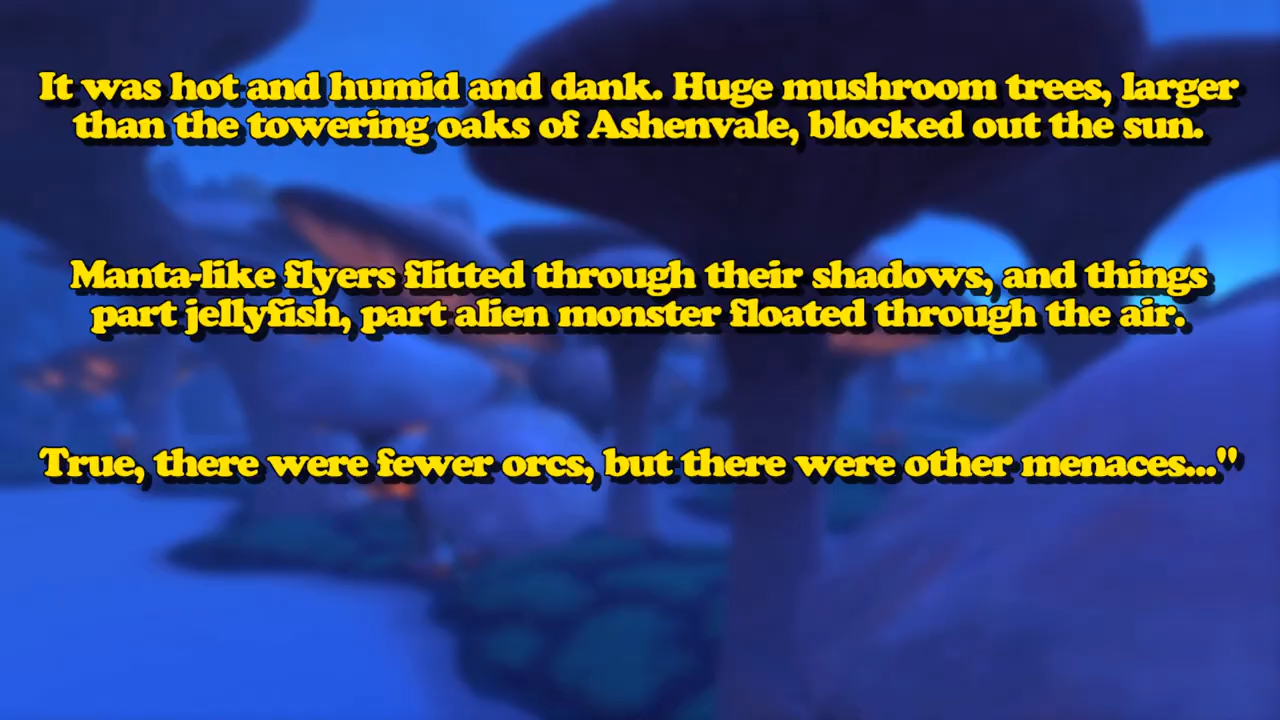 It was hot and humid and dank. Huge mushroom trees, larger
than the towering oaks of Ashenvale, blocked out the sun.
Manta-like flyers flitted through their shadows, and things
part jellyfish, part alien monster floated through the air.
True, there were fewer orcs, but there were other menaces..."